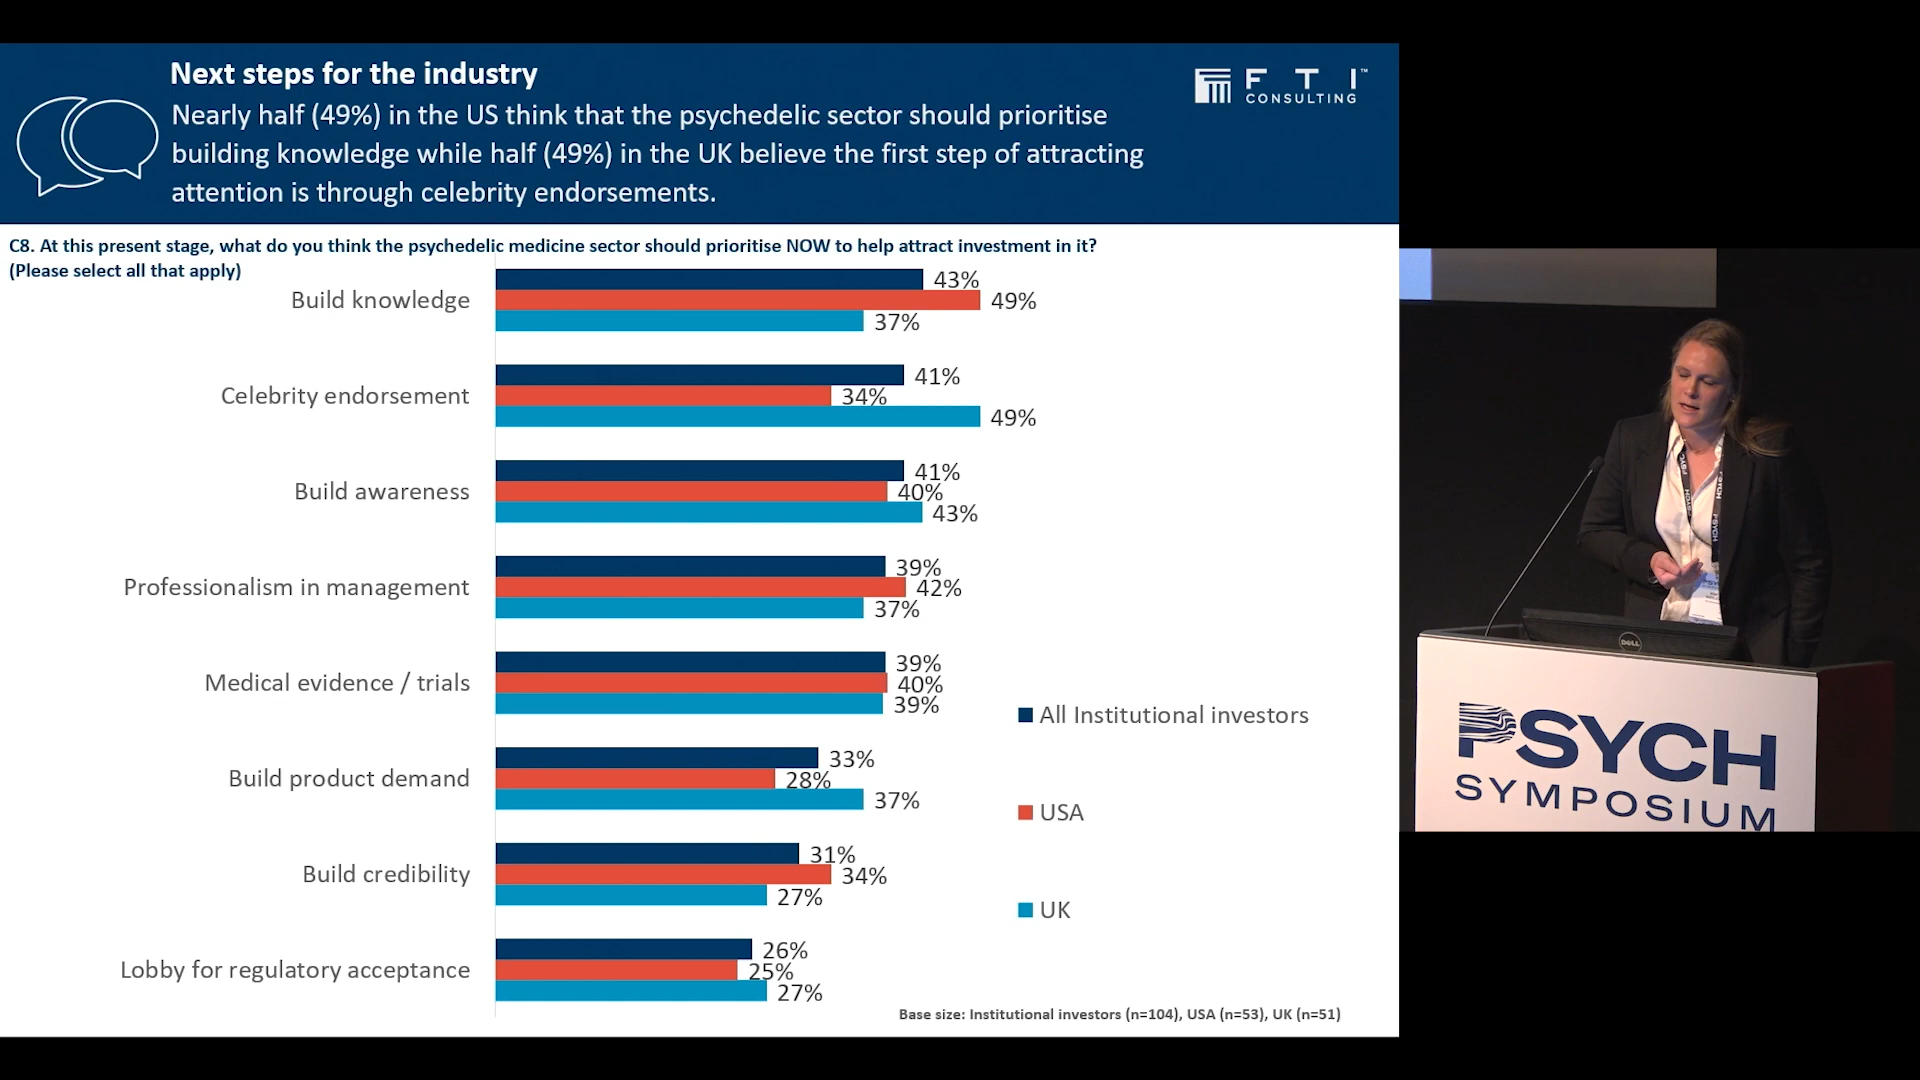 Next steps for the industry
Nearly half (49%) in the US think that the psychedelic sector should prioritise
building knowledge while half (49%) in the UK believe the first step of attracting
attention is through celebrity endorsements.
F T I™
CONSULTING
C8. At this present stage, what do you think the psychedelic medicine sector should prioritise NOW to help attract investment in it?
(Please select all that apply)
Build knowledge
43%
49%
37%
Celebrity endorsement
41%
34%
49%
Build awareness
41%
40%
43%
Professionalism in management
39%
42%
37%
Medical evidence / trials
39%
40%
39%
Build product demand
33%
28%
37%
Build credibility
31%
34%
27%
Lobby for regulatory acceptance
26%
25%
27%
All Institutional investors
USA
UK
Base size: Institutional investors (n=104), USA (n=53), UK (n=51)
PSYCH
PSYCH
PSYCH
DELL
PSYCH
SYMPOSIUM